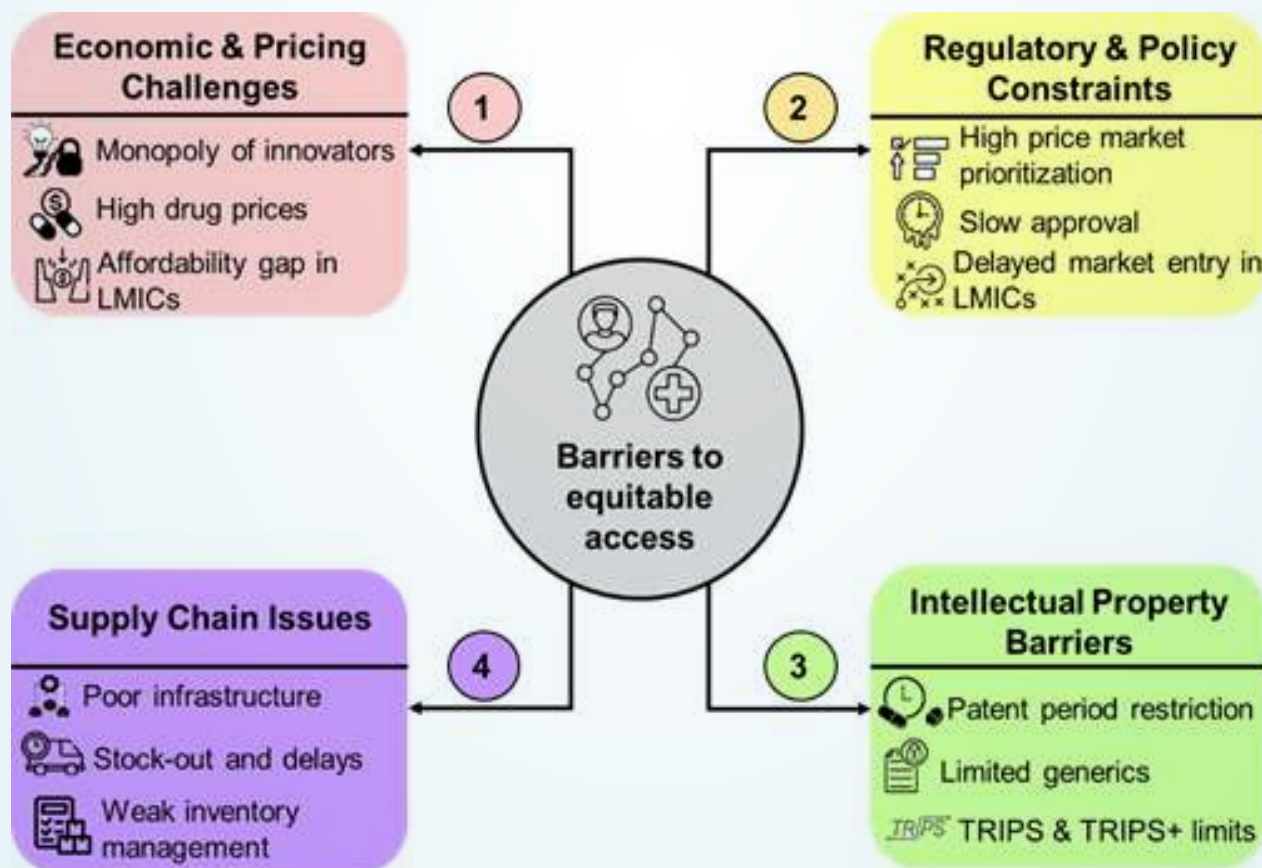 Economic & Pricing
Challenges
Monopoly of innovators
High drug prices
Affordability gap in
LMICs
1
2
Regulatory & Policy
Constraints
High price market
prioritization
Slow approval
Delayed market entry in
LMICs
Barriers to
equitable
access
Supply Chain Issues
Poor infrastructure
Stock-out and delays
Weak inventory
management
4
3
Intellectual Property
Barriers
Patent period restriction
Limited generics
TRIPS TRIPS & TRIPS+ limits